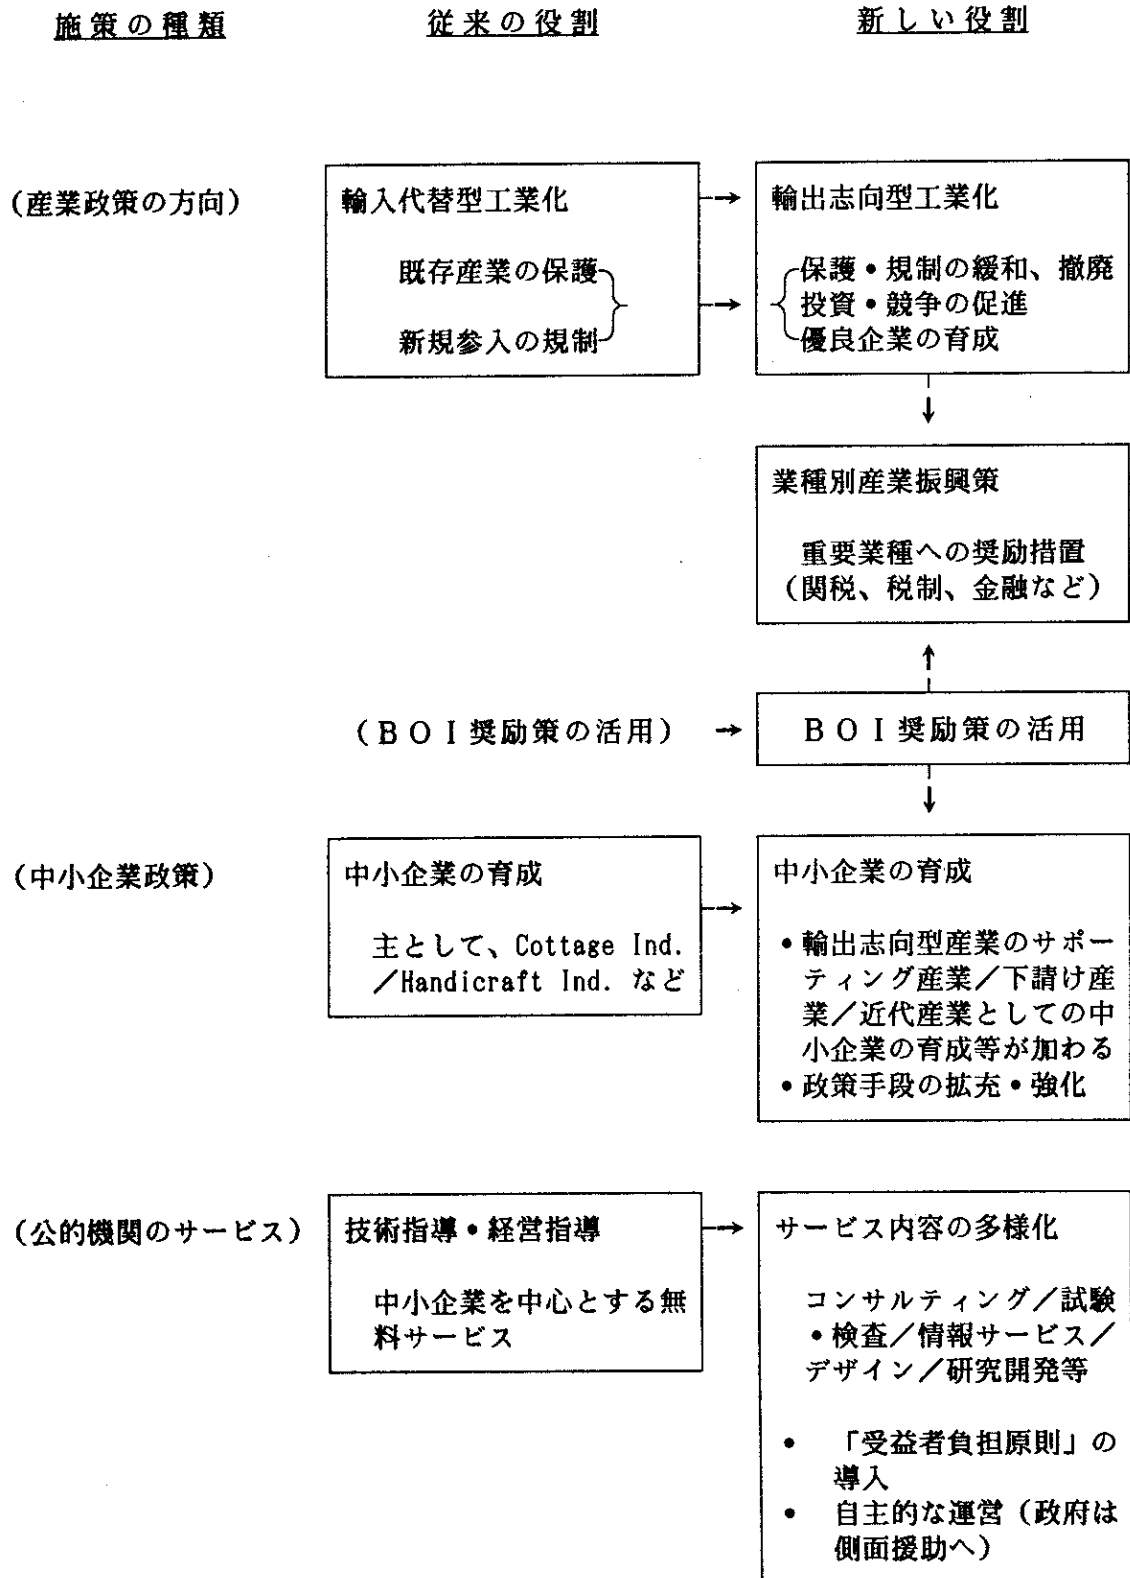 施策の種類
従来の役割
新しい役割
(産業政策の方向)
輸入代替型工業化
既存産業の保護
新規参入の規制
輸出志向型工業化
保護・規制の緩和、撤廃
投資・競争の促進
優良企業の育成
業種別産業振興策
重要業種への奨励措置
(関税、税制、金融など)
(BOI奨励策の活用)
BOI奨励策の活用
(中小企業政策)
中小企業の育成
主として、Cottage Ind.
/Handicraft Ind. など
中小企業の育成
・輸出志向型産業のサポー
ティング産業/下請け産
業/近代産業としての中
小企業の育成等が加わる
・政策手段の拡充・強化
(公的機関のサービス)
技術指導・経営指導
中小企業を中心とする無
料サービス
サービス内容の多様化
コンサルティング/試験
・検査/情報サービス/
デザイン/研究開発等
・ 「受益者負担原則」の
導入
・ 自主的な運営(政府は
側面援助へ)